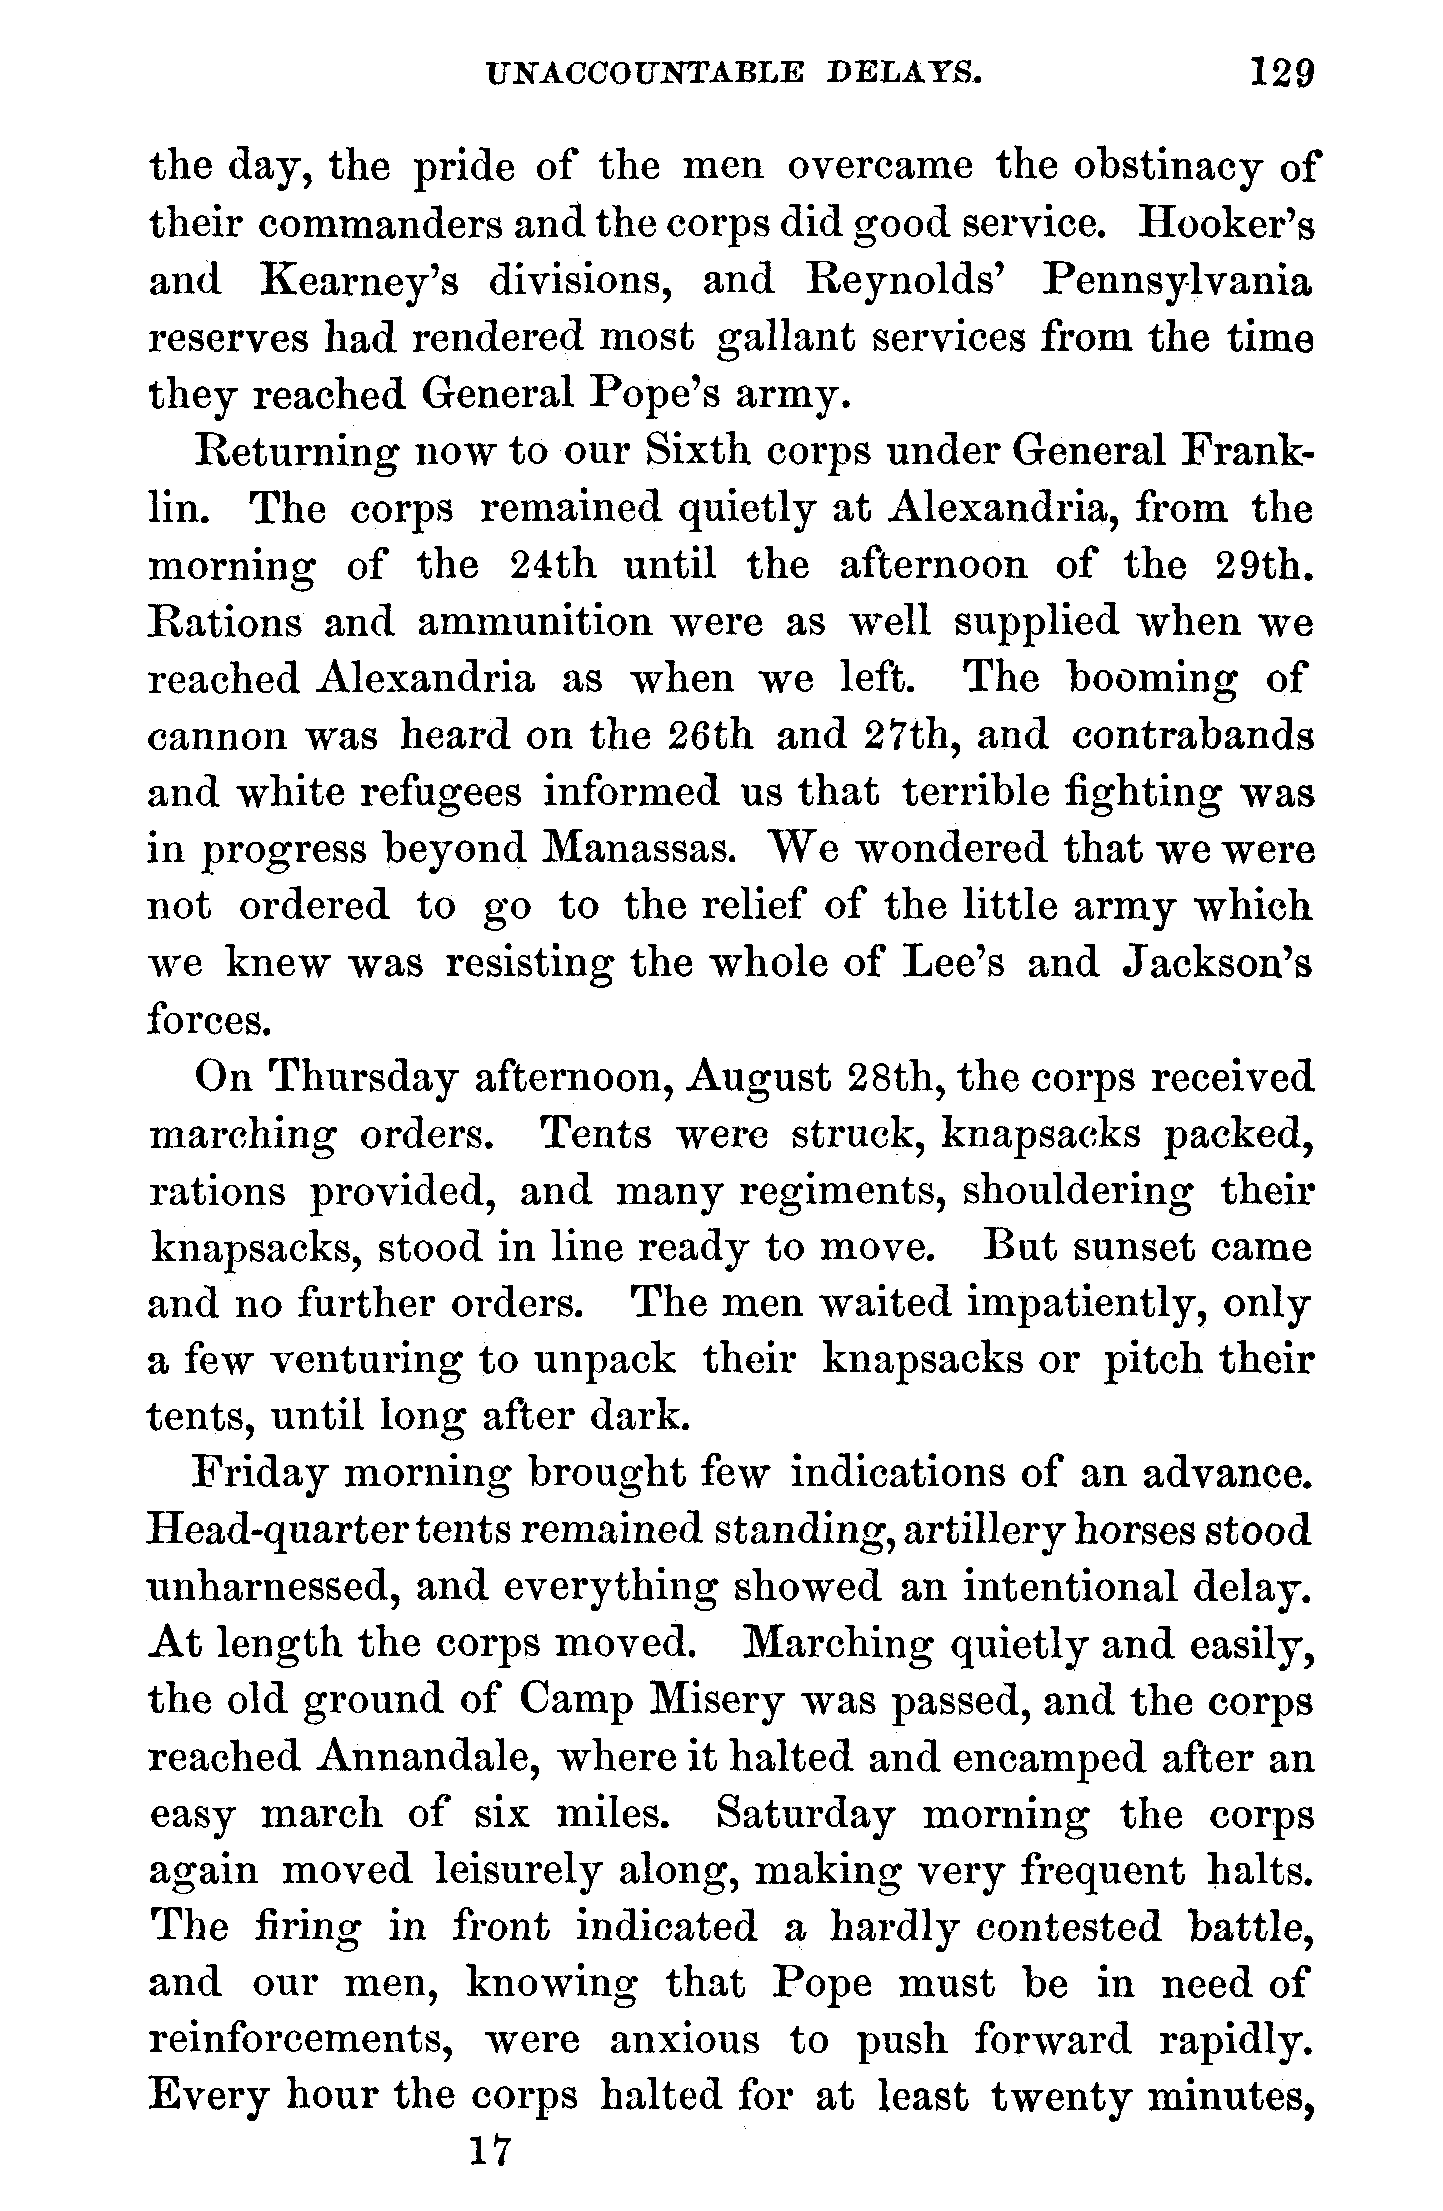 UNACCOUNTABLE DELAYS. 129
the day, the pride of the men overcame the obstinacy of
their commanders and the corps did good service. Hooker's
and Kearney's divisions, and Reynolds' Pennsylvania
reserves had rendered most gallant services from the time
they reached General Pope's army.
Returning now to our Sixth corps under General Frank-
lin. The corps remained quietly at Alexandria, from the
morning of the 24th until the afternoon of the 29th.
Rations and ammunition were as well supplied when we
reached Alexandria as when we left. The booming of
cannon was heard on the 26th and 27th, and contrabands
and white refugees informed us that terrible fighting was
in progress beyond Manassas. We wondered that we were
not ordered to go to the relief of the little army which
we knew was resisting the whole of Lee's and Jackson's
forces.
On Thursday afternoon, August 28th, the corps received
marching orders. Tents were struck, knapsacks packed,
rations provided, and many regiments, shouldering their
knapsacks, stood in line ready to move. But sunset came
and no further orders. The men waited impatiently, only
a few venturing to unpack their knapsacks or pitch their
tents, until long after dark.
Friday morning brought few indications of an advance.
Head-quarter tents remained standing, artillery horses stood
unharnessed, and everything showed an intentional delay.
At length the corps moved. Marching quietly and easily,
the old ground of Camp Misery was passed, and the corps
reached Annandale, where it halted and encamped after an
easy march of six miles. Saturday morning the corps
again moved leisurely along, making very frequent halts.
The firing in front indicated a hardly contested battle,
and our men, knowing that Pope must be in need of
reinforcements, were anxious to push forward rapidly.
Every hour the corps halted for at least twenty minutes,
17